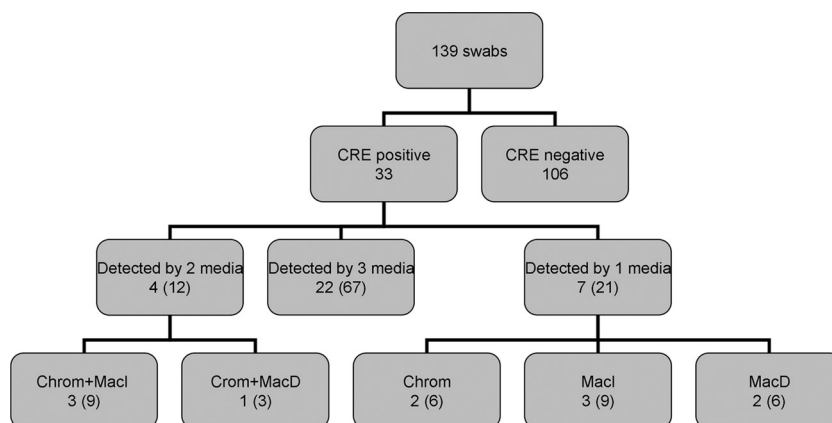 139 swabs
CRE positive
33
CRE negative
106
Detected by 2 media
4 (12)
Detected by 3 media
22 (67)
Detected by 1 media
7 (21)
Chrom+MacI
3 (9)
Crom+MacD
1 (3)
Chrom
2 (6)
MacI
3 (9)
MacD
2 (6)